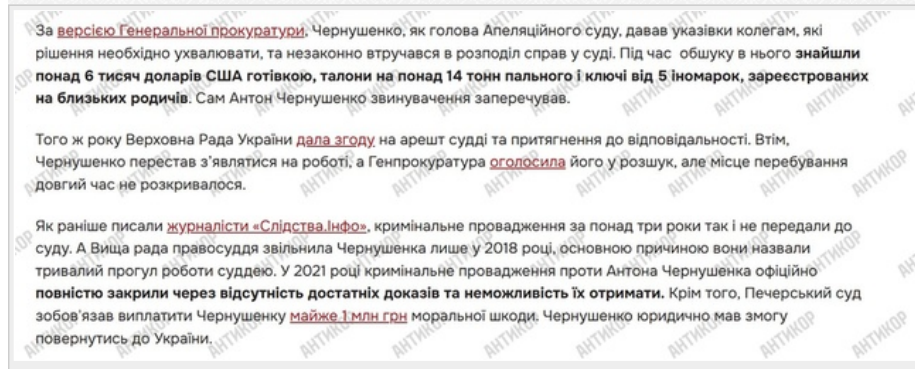 За версією Генеральної прокуратури, Чернушенко, як голова Апеляційного суду, давав указівки колегам, які
рішення необхідно ухвалювати, та незаконно втручався в розподіл справ у суді. Під час обшуку в нього знайшли
понад 6 тисяч доларів США готівкою, талони на понад 14 тонн пального і ключі від 5 іномарок, зареєстрованих
на близьких родичів. Сам Антон Чернушенко звинувачення заперечував.
Того ж року Верховна Рада України дала згоду на арешт судді та притягнення до відповідальності. Втім,
Чернушенко перестав з’являтися на роботі, а Генпрокуратура оголосила його у розшук, але місце перебування
довгий час не розкривалося.
Як раніше писали журналісти «Слідства.Інфо», кримінальне провадження за понад три роки так і не передали до
суду. А Вища рада правосуддя звільнила Чернушенка лише у 2018 році, основною причиною вони назвали
тривалий прогул роботи суддею. У 2021 році кримінальне провадження проти Антона Чернушенка офіційно
повністю закрили через відсутність достатніх доказів та неможливість їх отримати. Крім того, Печерський суд
зобов’язав виплатити Чернушенку майже 1 млн грн моральної шкоди. Чернушенко юридично мав змогу
повернутись до України.
АНТИКОР